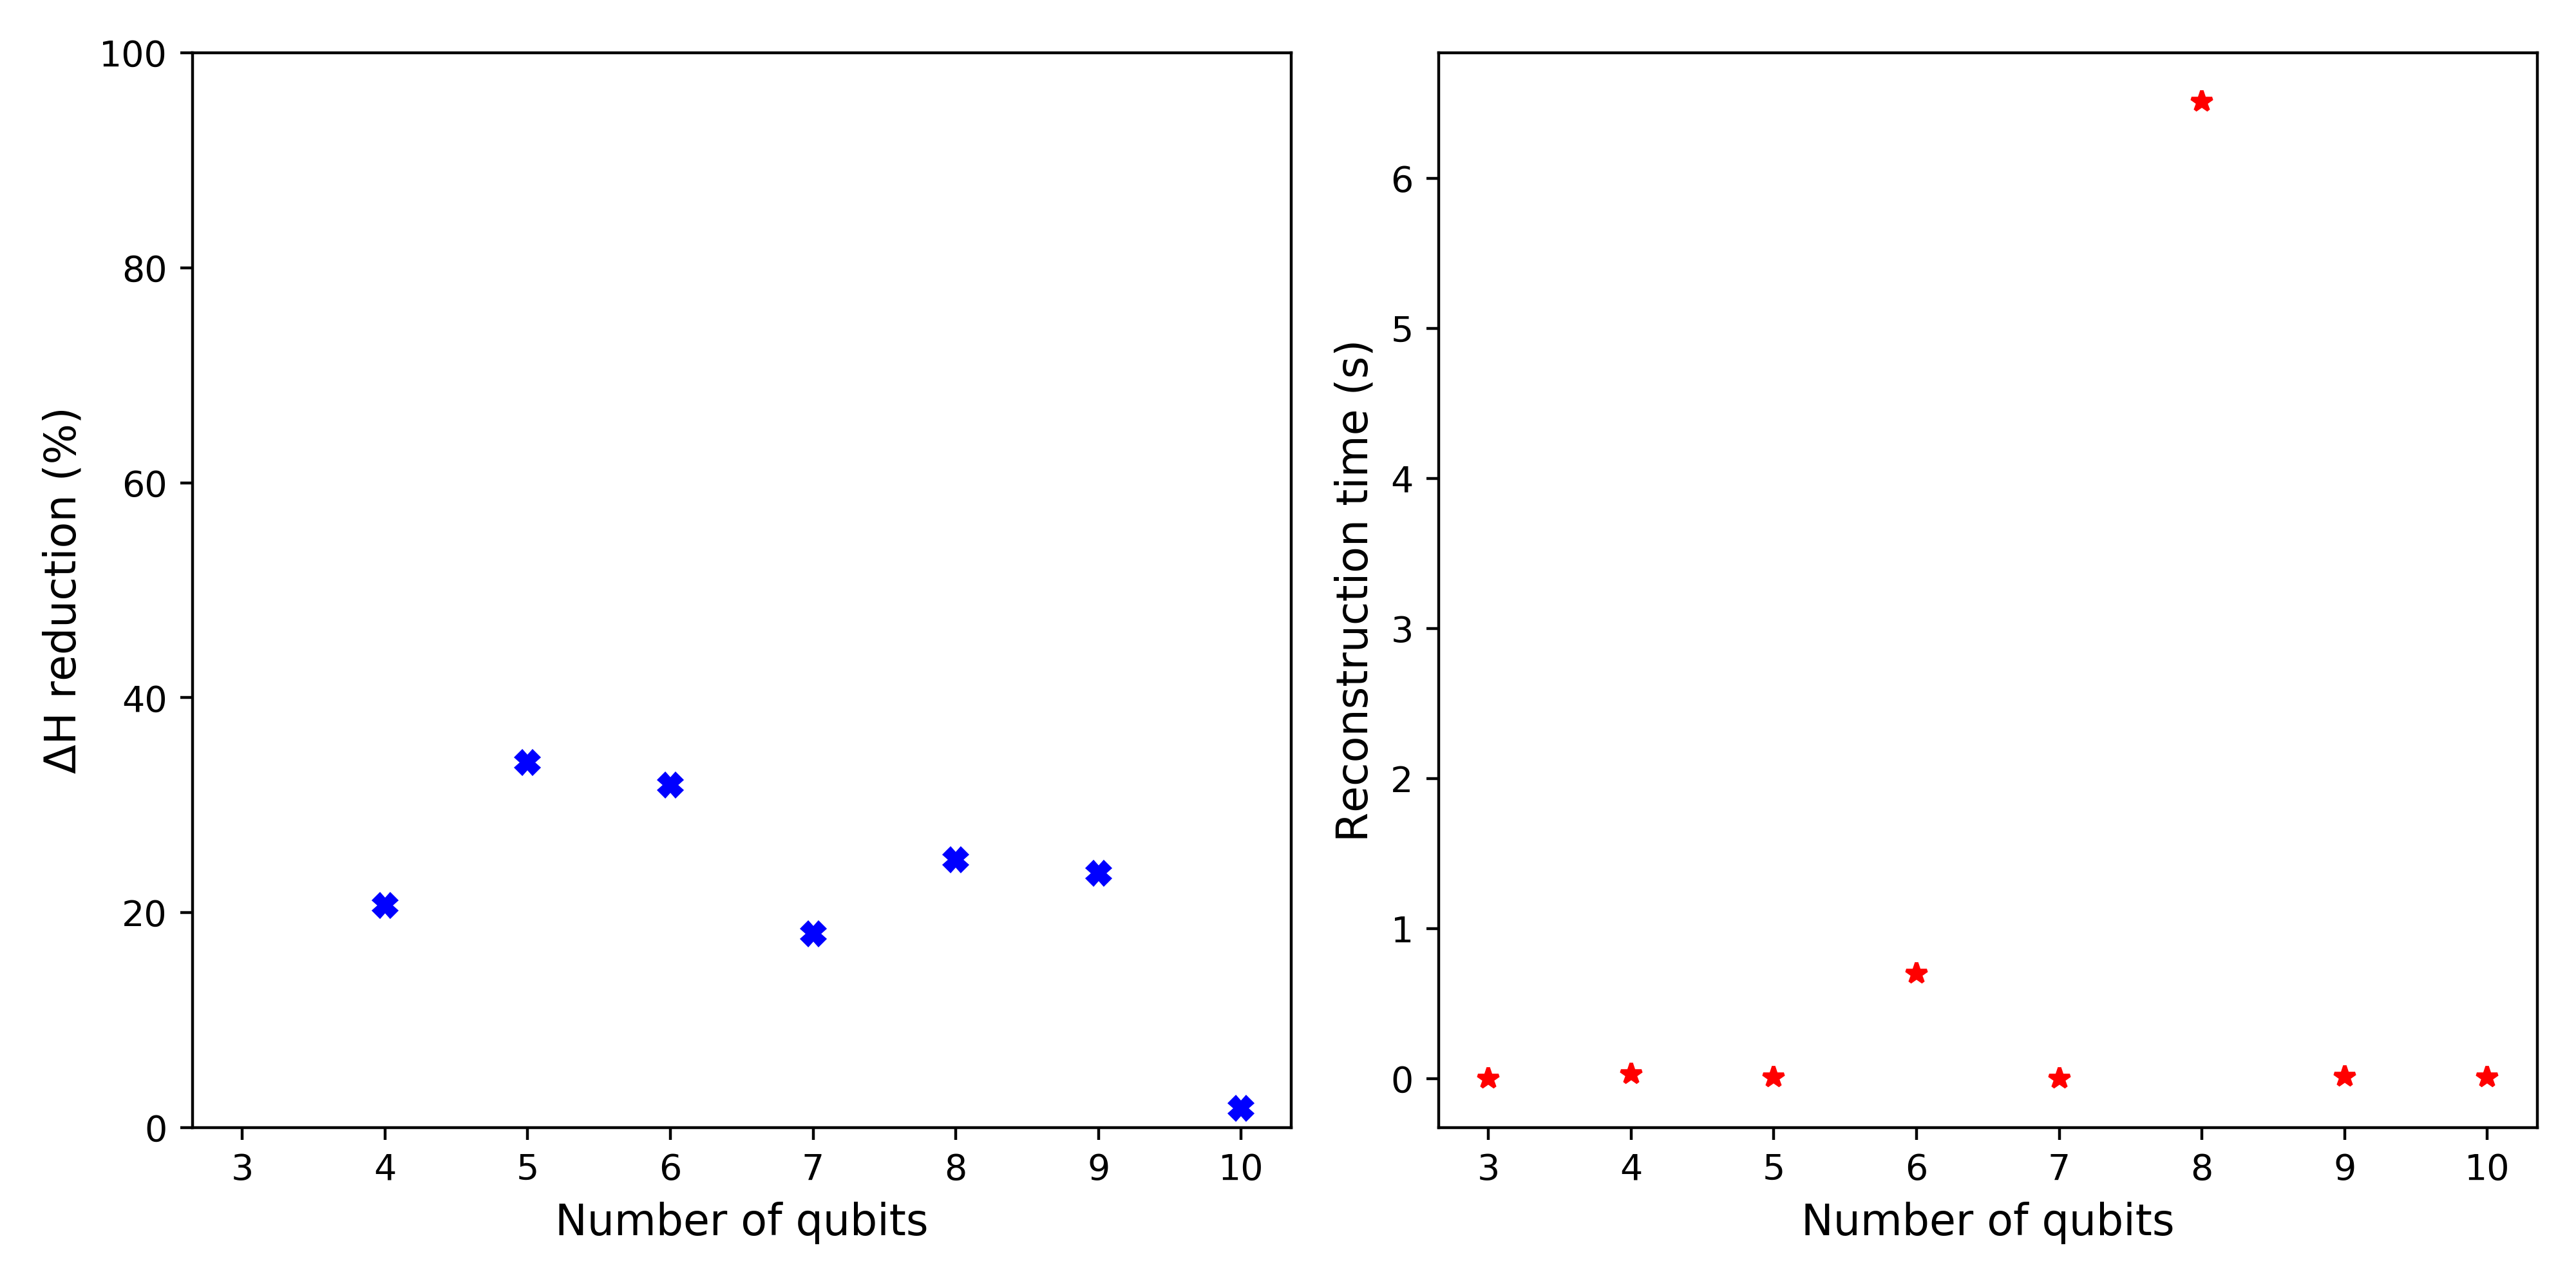 100
80
60
40
20
0
ΔH reduction (%)
3 4 5 6 7 8 9 10
Number of qubits
6
5
4
3
2
1
0
Reconstruction time (s)
3 4 5 6 7 8 9 10
Number of qubits